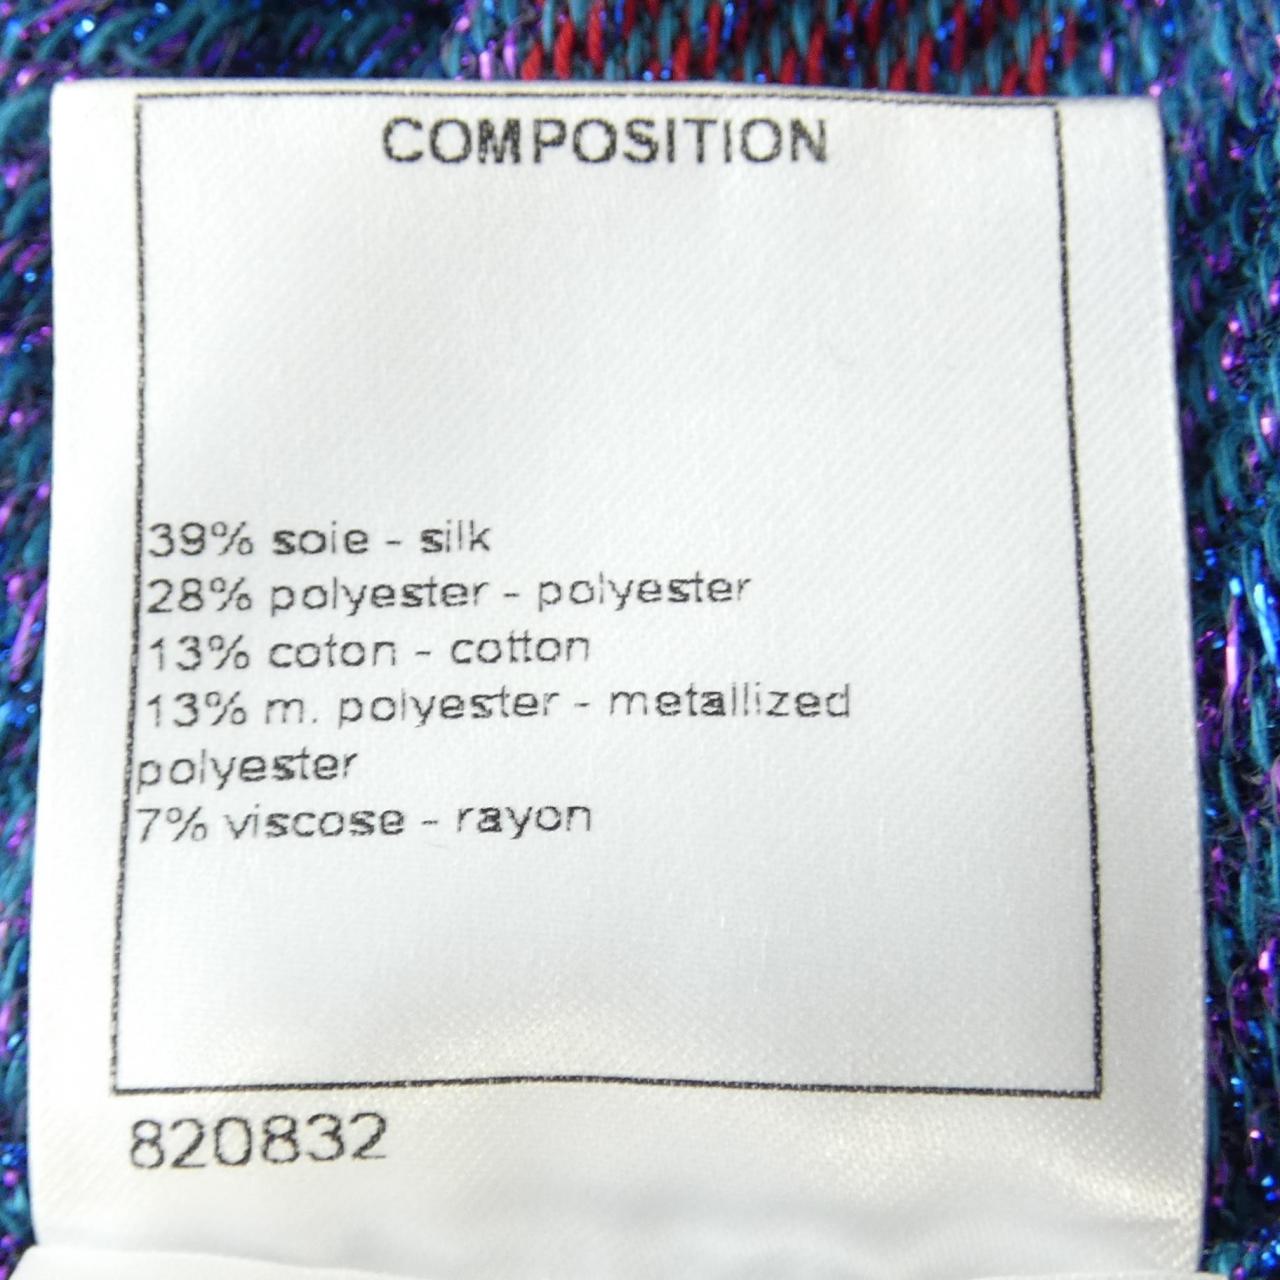 COMPOSITION
39% soie - silk
28% polyester - polyester
13% coton - cotton
13% m. polyester - metallized
polyester
7% viscose - rayon
820832